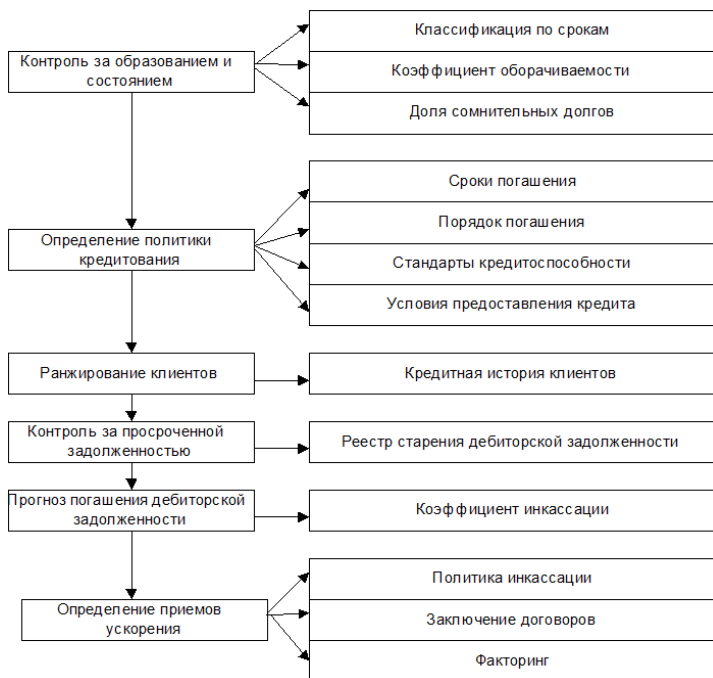 Контроль за образованием и
состоянием
Классификация по срокам
Коэффициент оборачиваемости
Доля сомнительных долгов
Определение политики
кредитования
Сроки погашения
Порядок погашения
Стандарты кредитоспособности
Условия предоставления кредита
Ранжирование клиентов
Кредитная история клиентов
Контроль за просроченной
задолженностью
Реестр старения дебиторской задолженности
Прогноз погашения дебиторской
задолженности
Коэффициент инкассации
Определение приемов
ускорения
Политика инкассации
Заключение договоров
Факторинг